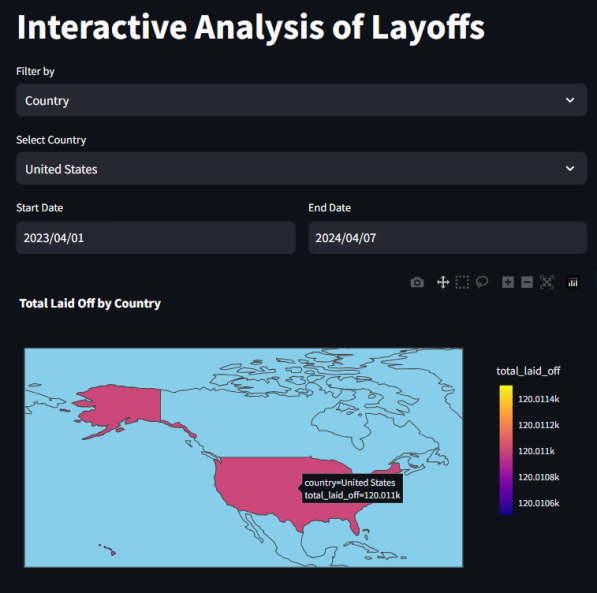 Interactive Analysis of Layoffs
Filter by
Country
Select Country
United States
Start Date
End Date
2023/04/01
2024/04/07
Total Laid Off by Country
total_laid_off
120.0114k
120.0112k
120.011k
120.0108k
120.0106k
country=United States
total_laid_off=120.011k